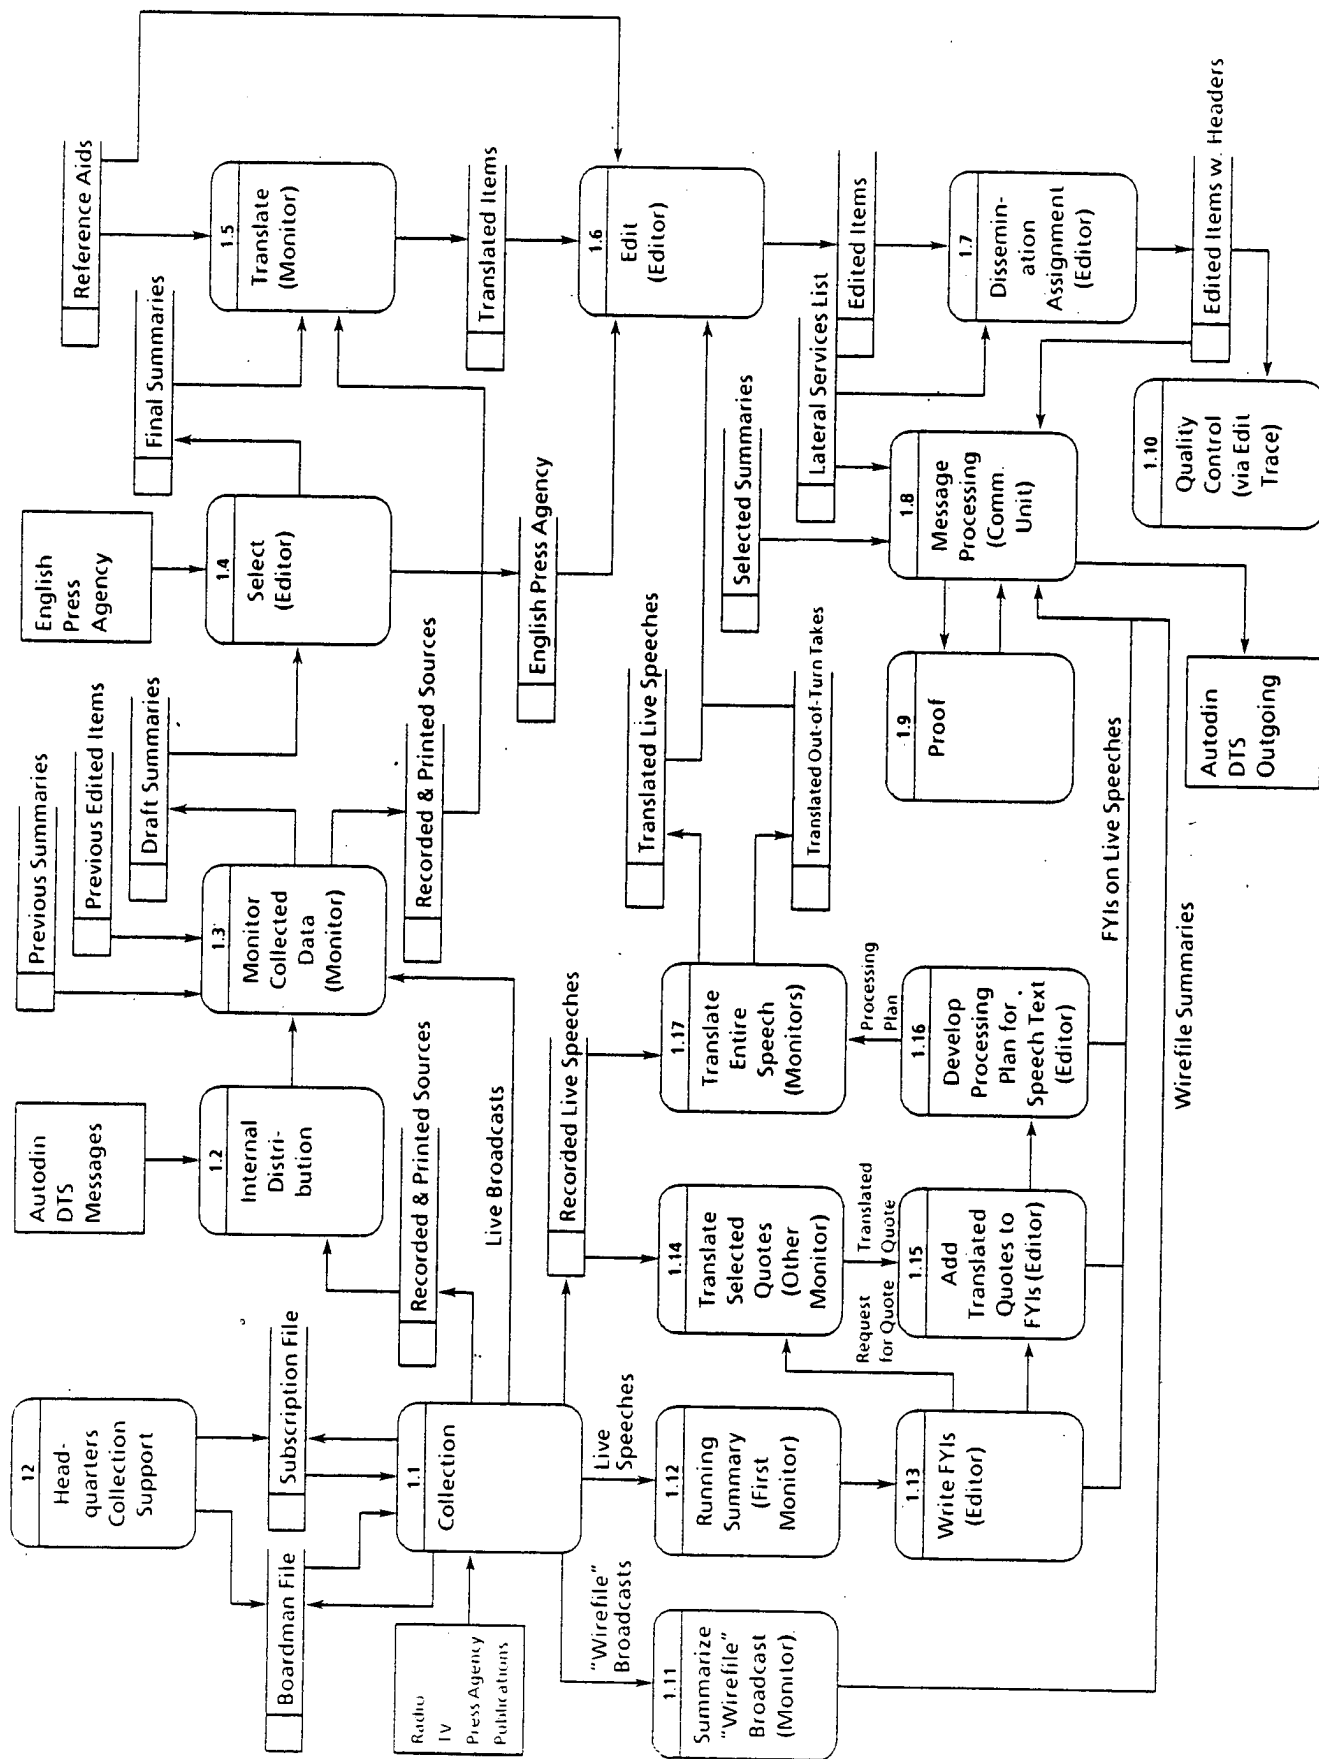 12
Head-
quarters
Collection
Support
Autodin
DTS
Messages
Previous Summaries
Previous Edited Items
English
Press
Agency
Reference Aids
Boardman File
Subscription File
1.2
Internal
Distri-
bution
1.3
Monitor
Collected
Data
(Monitor)
Draft Summaries
1.4
Select
(Editor)
Final Summaries
1.5
Translate
(Monitor)
Radio
TV
Press Agency
Publications
1.1
Collection
Recorded & Printed Sources
Live Broadcasts
Recorded & Printed Sources
English Press Agency
Translated Items
"Wirefile"
Broadcasts
Live
Speeches
Recorded Live Speeches
Translated Live Speeches
1.6
Edit
(Editor)
1.11
Summarize
"Wirefile"
Broadcast
(Monitor)
1.12
Running
Summary
(First
Monitor)
1.14
Translate
Selected
Quotes
(Other
Monitor)
1.17
Translate
Entire
Speech
(Monitors)
Translated Out-of-Turn Takes
Selected Summaries
Lateral Services List
Edited Items
Request
for Quote
Translated
Quote
Processing
Plan
1.13
Write FYIs
(Editor)
1.15
Add
Translated
Quotes to
FYIs (Editor)
1.16
Develop
Processing
Plan for
Speech Text
(Editor)
1.9
Proof
1.8
Message
Processing
(Comm.
Unit)
1.7
Dissemin-
ation
Assignment
(Editor)
FYIs on Live Speeches
Wirefile Summaries
Autodin
DTS
Outgoing
1.10
Quality
Control
(via Edit
Trace)
Edited Items w. Headers